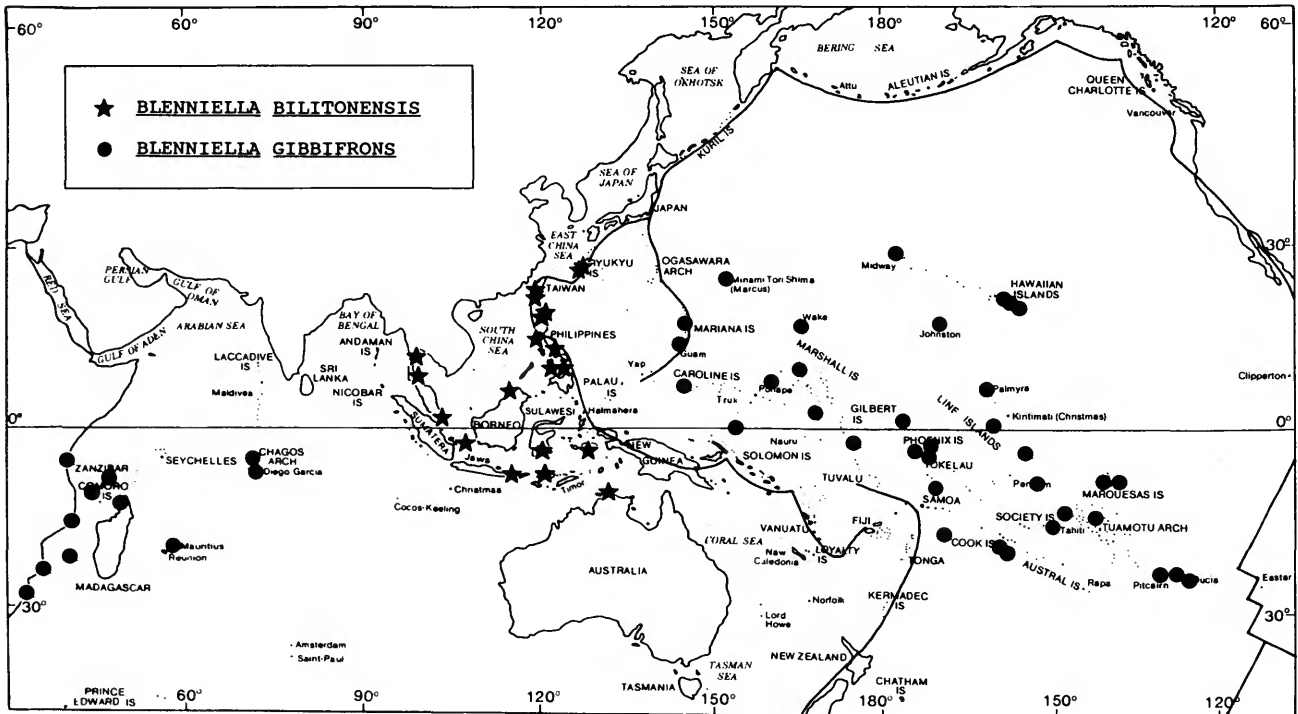 60° 90° 120° 150° 180° 150° 120° 60°
60°
BERING SEA
SEA OF OKHOTSK
Attu
ALEUTIAN IS
QUEEN CHARLOTTE IS
Vancouver
★ BLENNIELLA BILITONENSIS
● BLENNIELLA GIBBIFRONS
KURIL IS
SEA OF JAPAN
JAPAN
EAST CHINA SEA
30°
30°
RYUKYU IS
OGASAWARA ARCH
Midway
PERSIAN GULF
GULF OF OMAN
RED SEA
Minami Tori Shima
(Marcus)
HAWAIIAN ISLANDS
TAIWAN
ARABIAN SEA
BAY OF BENGAL
GULF OF ADEN
SOUTH CHINA SEA
PHILIPPINES
MARIANA IS
Wake
Johnston
ANDAMAN IS
LACCADIVE IS
Guam
MARSHALL IS
SRI LANKA
Yap
CAROLINE IS
Clipperton
Maldives
NICOBAR IS
PALAU IS
Ponape
Palmyra
Truk
LINF ISLANDS
Kiritimati (Christmas)
SULAWESI
Halmahera
GILBERT IS
0°
0°
SUMATERA
BORNEO
NEW GUINEA
Nauru
PHOENIX IS
ZANZIBAR
SEYCHELLES
CHAGOS ARCH
Diego Garcia
Jawa
SOLOMON IS
TOKELAU
COMORO IS
Christmas
Timor
TUVALU
MAROUESAS IS
Cocos-Keeling
SAMOA
SOCIETY IS
Tahiti
TUAMOTU ARCH
VANUATU
FIJI
Mauritius
Reunion
CORAL SEA
COOK IS
Naw Caledonia
LOYALTY IS
TONGA
AUSTRAL IS
Rapa
Pitcairn
Easter
MADAGASCAR
AUSTRALIA
KERMADEC IS
Norfolk
30°
30°
Lord Howe
Amsterdam
Saint-Paul
NEW ZEALAND
TASMAN SEA
TASMANIA
CHATHAM IS
PRINCE EDWARD IS
60° 90° 120° 150° 180° 150° 120°